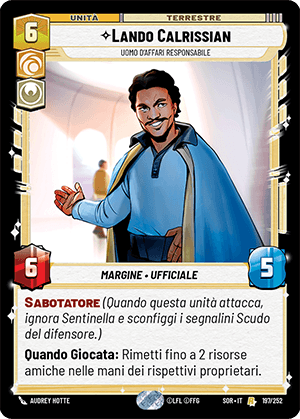 6
UNITÀ
TERRESTRE
LANDO CALRISSIAN
UOMO D'AFFARI RESPONSABILE
6
5
MARGINE • UFFICIALE
SABOTATORE (Quando questa unità attacca,
ignora Sentinella e sconfiggi i segnalini Scudo
del difensore.)
Quando Giocata: Rimetti fino a 2 risorse
amiche nelle mani dei rispettivi proprietari.
AUDREY HOTTE
©LFL ©FFG
SOR • IT
R
197/252